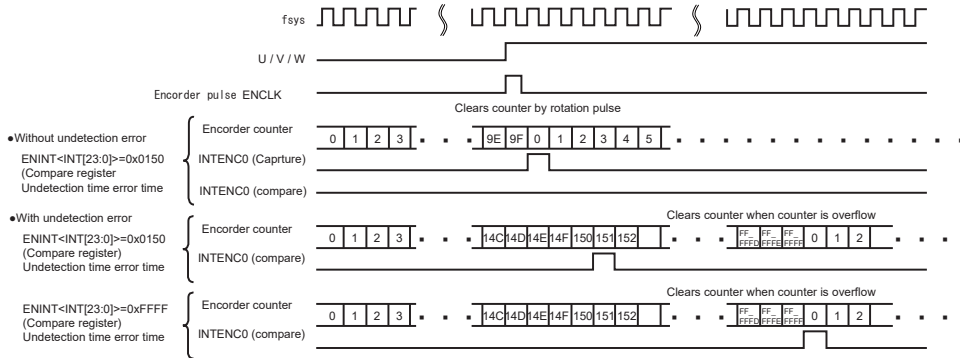 fsys
U / V / W
Encorder pulse ENCLK
Clears counter by rotation pulse
●Without undetection error
ENINT<INT[23:0]>=0x0150
(Compare register
Undetection time error time
Encorder counter
0 1 2 3 9E 9F 0 1 2 3 4 5
INTENC0 (Caprture)
INTENC0 (compare)
●With undetection error
Clears counter when counter is overflow
ENINT<INT[23:0]>=0x0150
(Compare register)
Undetection time error time
Encorder counter
0 1 2 3 14C 14D 14E 14F 150 151 152 FF_FFFD FF_FFFE FF_FFFF 0 1 2
INTENC0 (compare)
Clears counter when counter is overflow
ENINT<INT[23:0]>=0xFFFF
(Compare register)
Undetection time error time
Encorder counter
0 1 2 3 14C 14D 14E 14F 150 151 152 FF_FFFD FF_FFFE FF_FFFF 0 1 2
INTENC0 (compare)